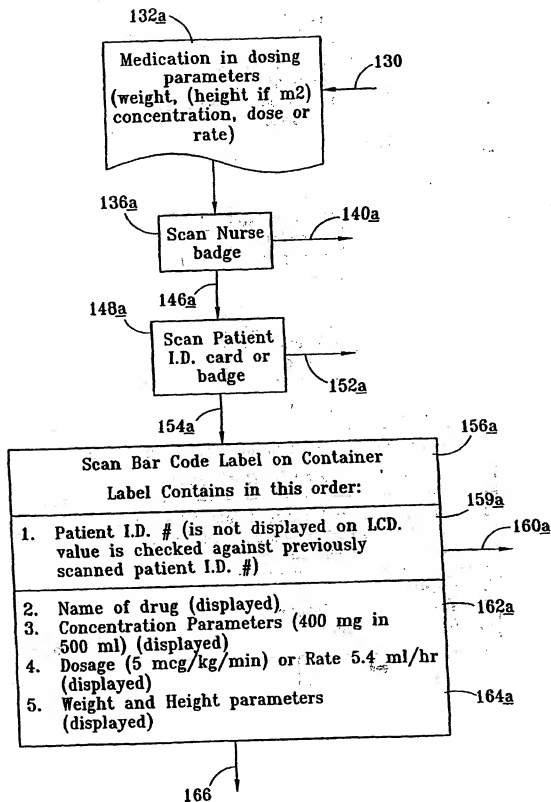 132a
Medication in dosing
parameters
(weight, (height if m2)
concentration, dose or
rate)
130
136a
Scan Nurse
badge
140a
146a
148a
Scan Patient
I.D. card or
badge
152a
154a
156a
Scan Bar Code Label on Container
Label Contains in this order:
159a
1. Patient I.D. # (is not displayed on LCD.
value is checked against previously
scanned patient I.D. #)
160a
2. Name of drug (displayed)
162a
3. Concentration Parameters (400 mg in
500 ml) (displayed)
4. Dosage (5 mcg/kg/min) or Rate 5.4 ml/hr
(displayed)
164a
5. Weight and Height parameters
(displayed)
166